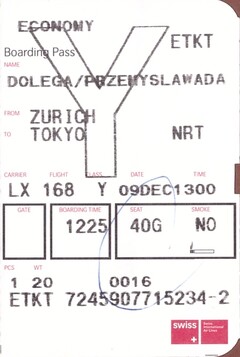 ECONOMY
Boarding Pass
ETKT
NAME
DOLEGA/PRZEMYSLAWADA
FROM ZURICH
TO TOKYO NRT
CARRIER FLIGHT CLASS DATE TIME
LX 168 Y 09DEC1300
GATE BOARDING TIME SEAT SMOKE
1225 40G NO
PCS WT
1 20 0016
ETKT 7245907715234-2
swiss